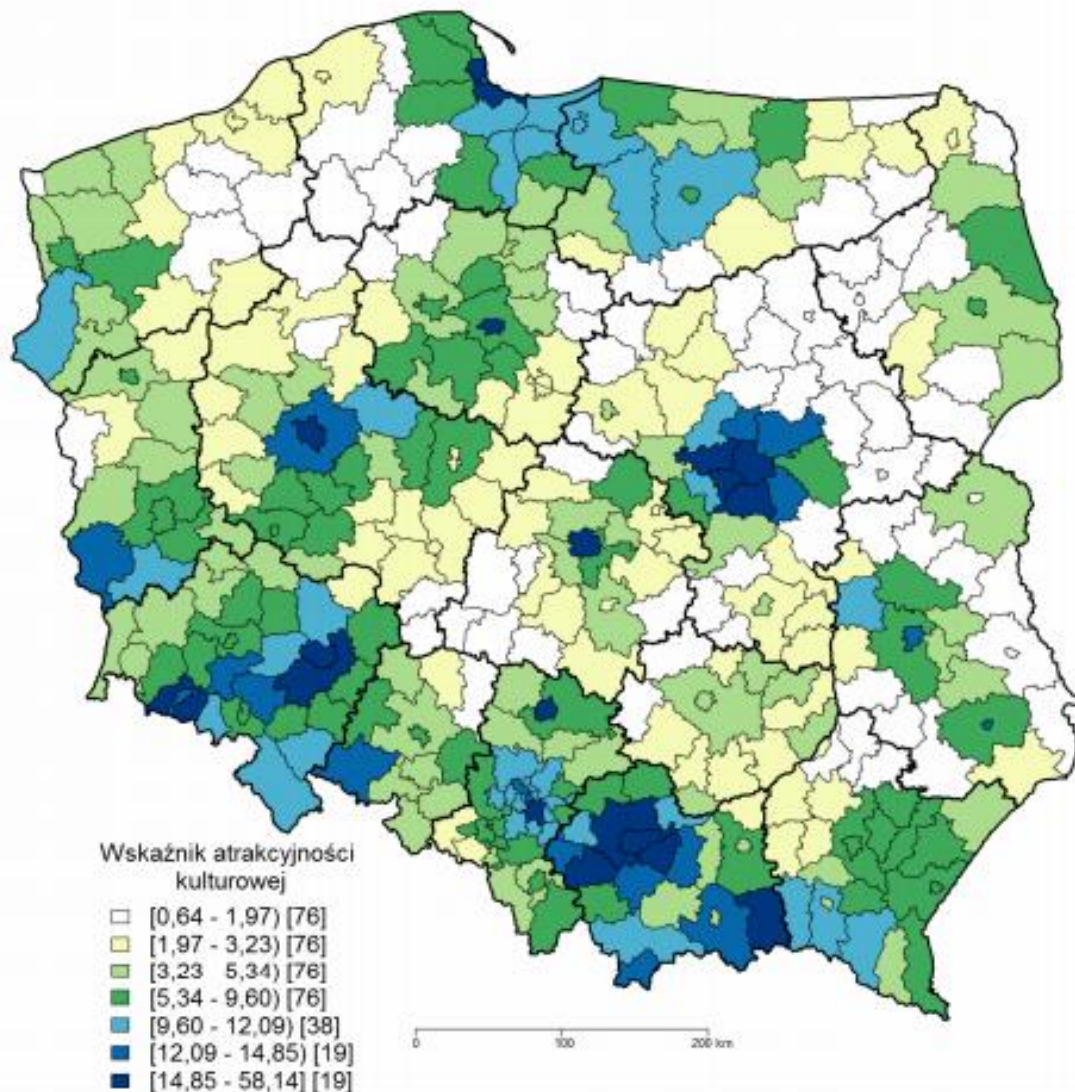 Wskaźnik atrakcyjności
kulturowej
[0,64 - 1,97) [76]
[1,97 - 3,23) [76]
[3,23 5,34) [76]
[5,34 - 9,60) [76]
[9,60 - 12,09) [38]
[12,09 - 14,85) [19]
[14,85 - 58,14] [19]
0 100 200 km